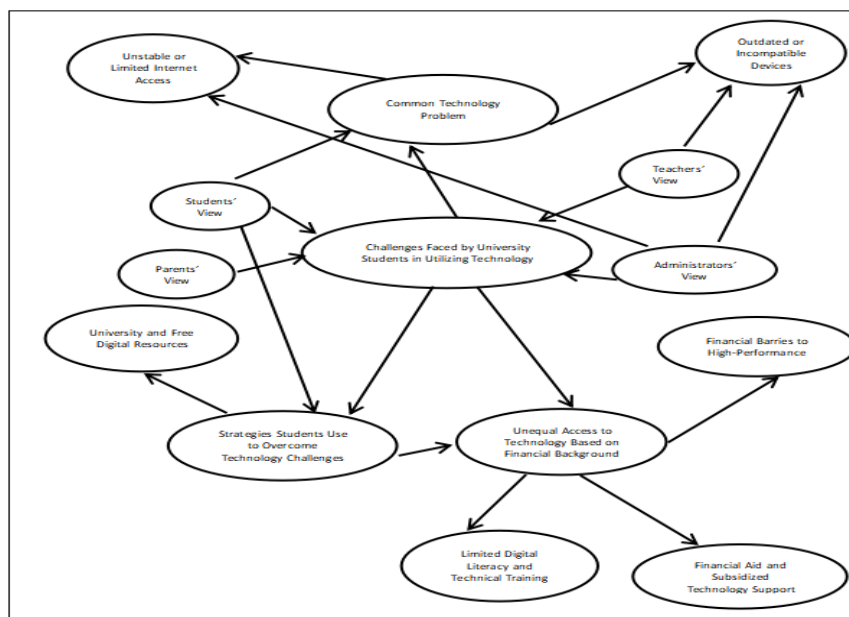 Unstable or
Limited Internet
Access
Outdated or
Incompatible
Devices
Common Technology
Problem
Teachers’
View
Students’
View
Challenges Faced by University
Students in Utilizing Technology
Parents’
View
Administrators’
View
University and Free
Digital Resources
Financial Barries to
High-Performance
Strategies Students Use
to Overcome
Technology Challenges
Unequal Access to
Technology Based on
Financial Background
Limited Digital
Literacy and
Technical Training
Financial Aid and
Subsidized
Technology Support